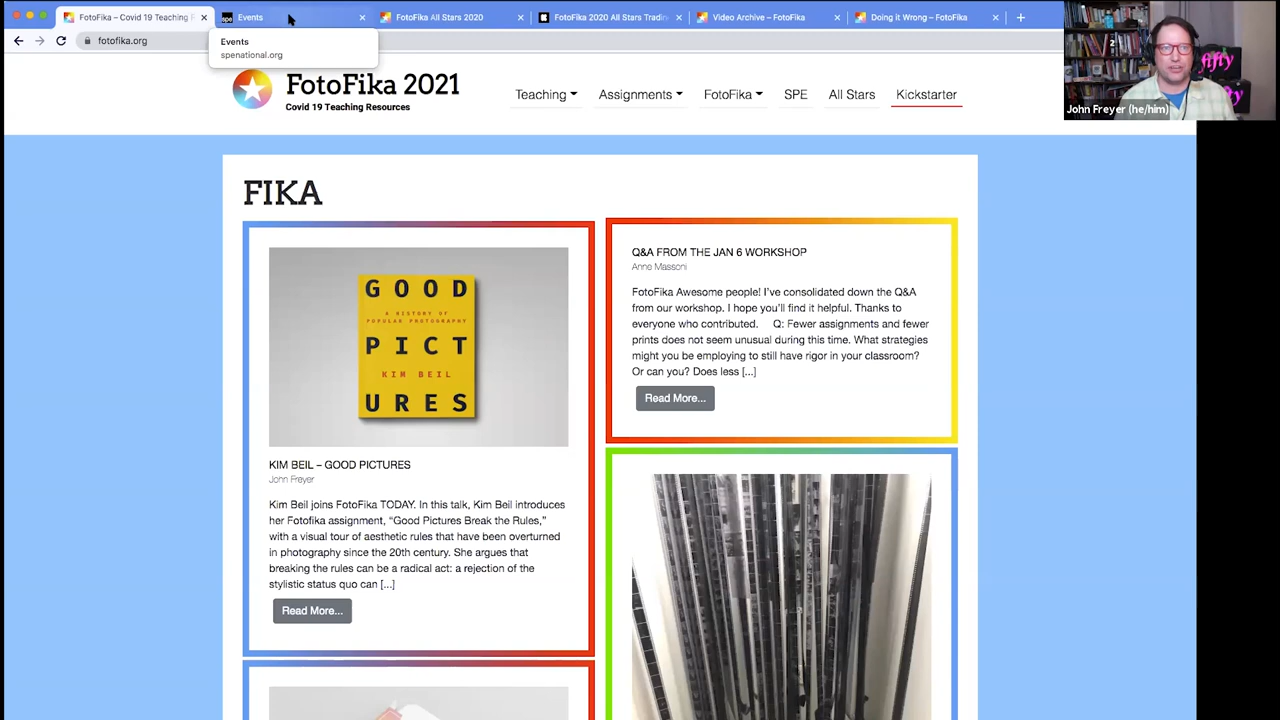 FotoFika – Covid 19 Teaching R
Events
FotoFika All Stars 2020
FotoFika 2020 All Stars Tradin
Video Archive – FotoFika
Doing it Wrong – FotoFika
fotofika.org
Events
spenational.org
FotoFika 2021
Covid 19 Teaching Resources
Teaching
Assignments
FotoFika
SPE
All Stars
Kickstarter
fifty
John Freyer (he/him)
FIKA
GOOD
A HISTORY OF
POPULAR PHOTOGRAPHY
PICT
KIM BEIL
URES
KIM BEIL – GOOD PICTURES
John Freyer
Kim Beil joins FotoFika TODAY. In this talk, Kim Beil introduces
her Fotofika assignment, “Good Pictures Break the Rules,”
with a visual tour of aesthetic rules that have been overturned
in photography since the 20th century. She argues that
breaking the rules can be a radical act: a rejection of the
stylistic status quo can [...]
Read More...
Q&A FROM THE JAN 6 WORKSHOP
Anne Massoni
FotoFika Awesome people! I’ve consolidated down the Q&A
from our workshop. I hope you’ll find it helpful. Thanks to
everyone who contributed. Q: Fewer assignments and fewer
prints does not seem unusual during this time. What strategies
might you be employing to still have rigor in your classroom?
Or can you? Does less [...]
Read More...